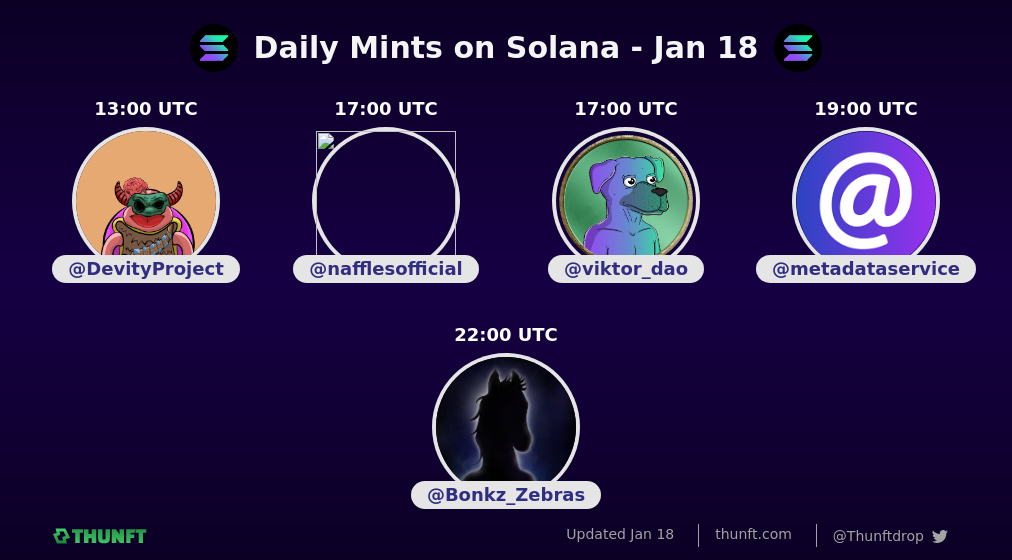 Daily Mints on Solana - Jan 18
13:00 UTC
17:00 UTC
17:00 UTC
19:00 UTC
@DevityProject
@nafflesofficial
@viktor_dao
@
@metadataservice
22:00 UTC
@Bonkz_Zebras
THUNFT
Updated Jan 18
thunft.com
@Thunftdrop